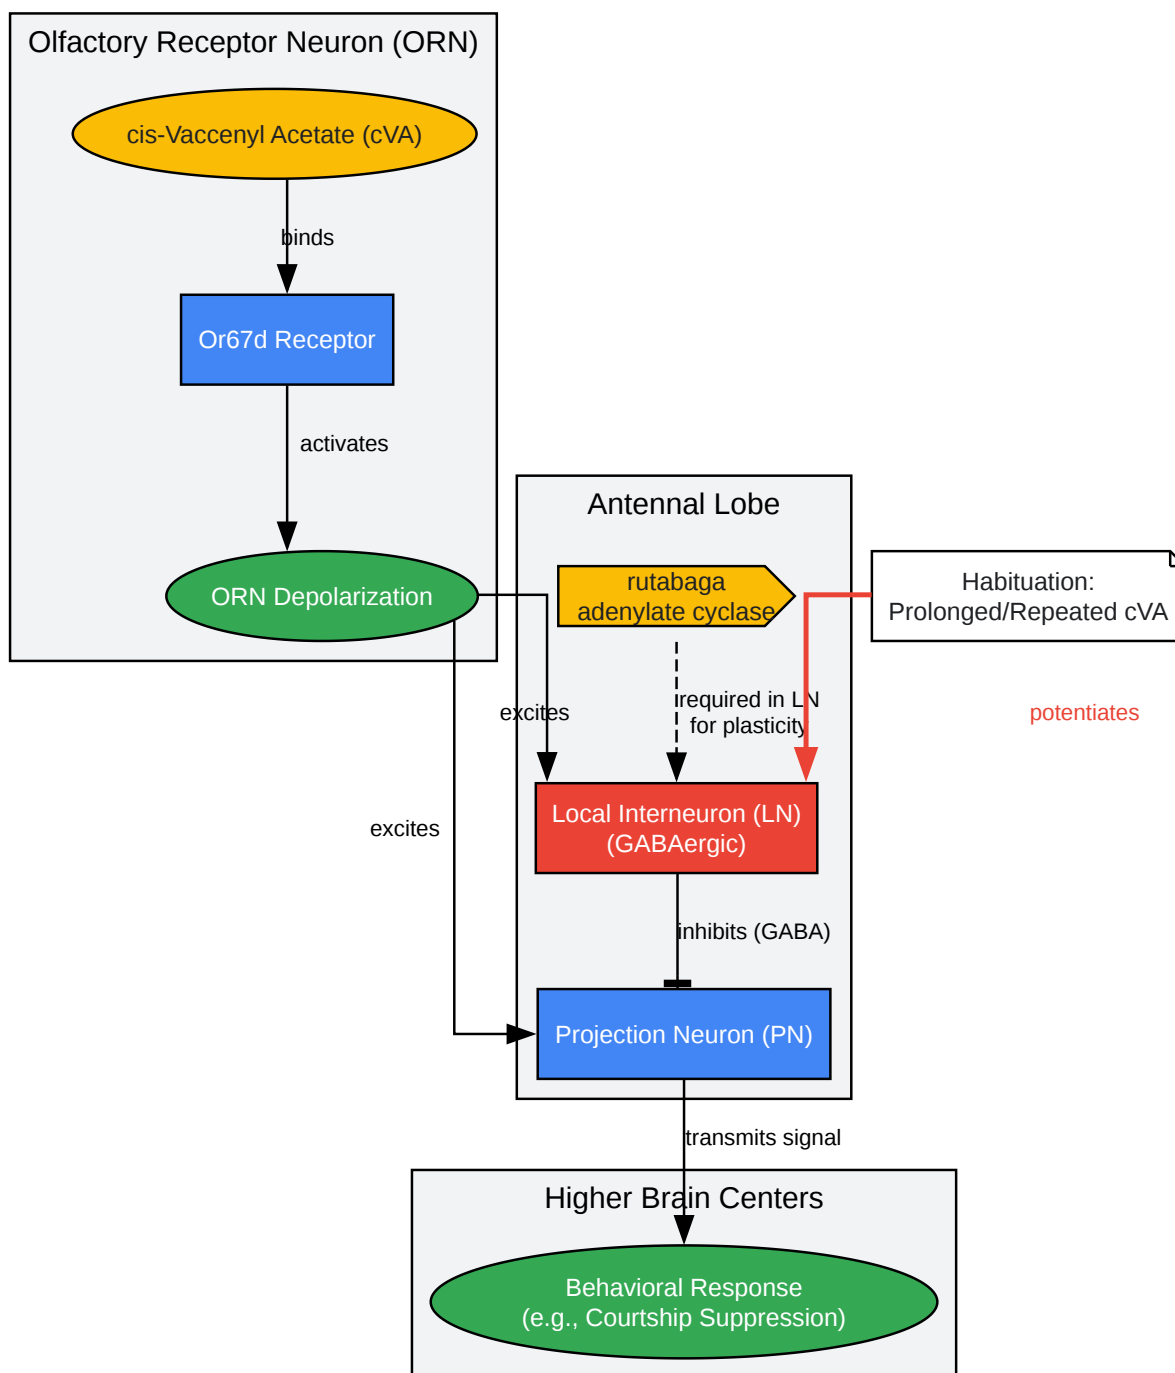 Olfactory Receptor Neuron (ORN)
cis-Vaccenyl Acetate (cVA)
binds
Or67d Receptor
activates
ORN Depolarization
Antennal Lobe
rutabaga
adenylate cyclase
Habituation:
Prolonged/Repeated cVA
excites
required in LN
for plasticity
potentiates
Local Interneuron (LN)
(GABAergic)
excites
inhibits (GABA)
Projection Neuron (PN)
transmits signal
Higher Brain Centers
Behavioral Response
(e.g., Courtship Suppression)